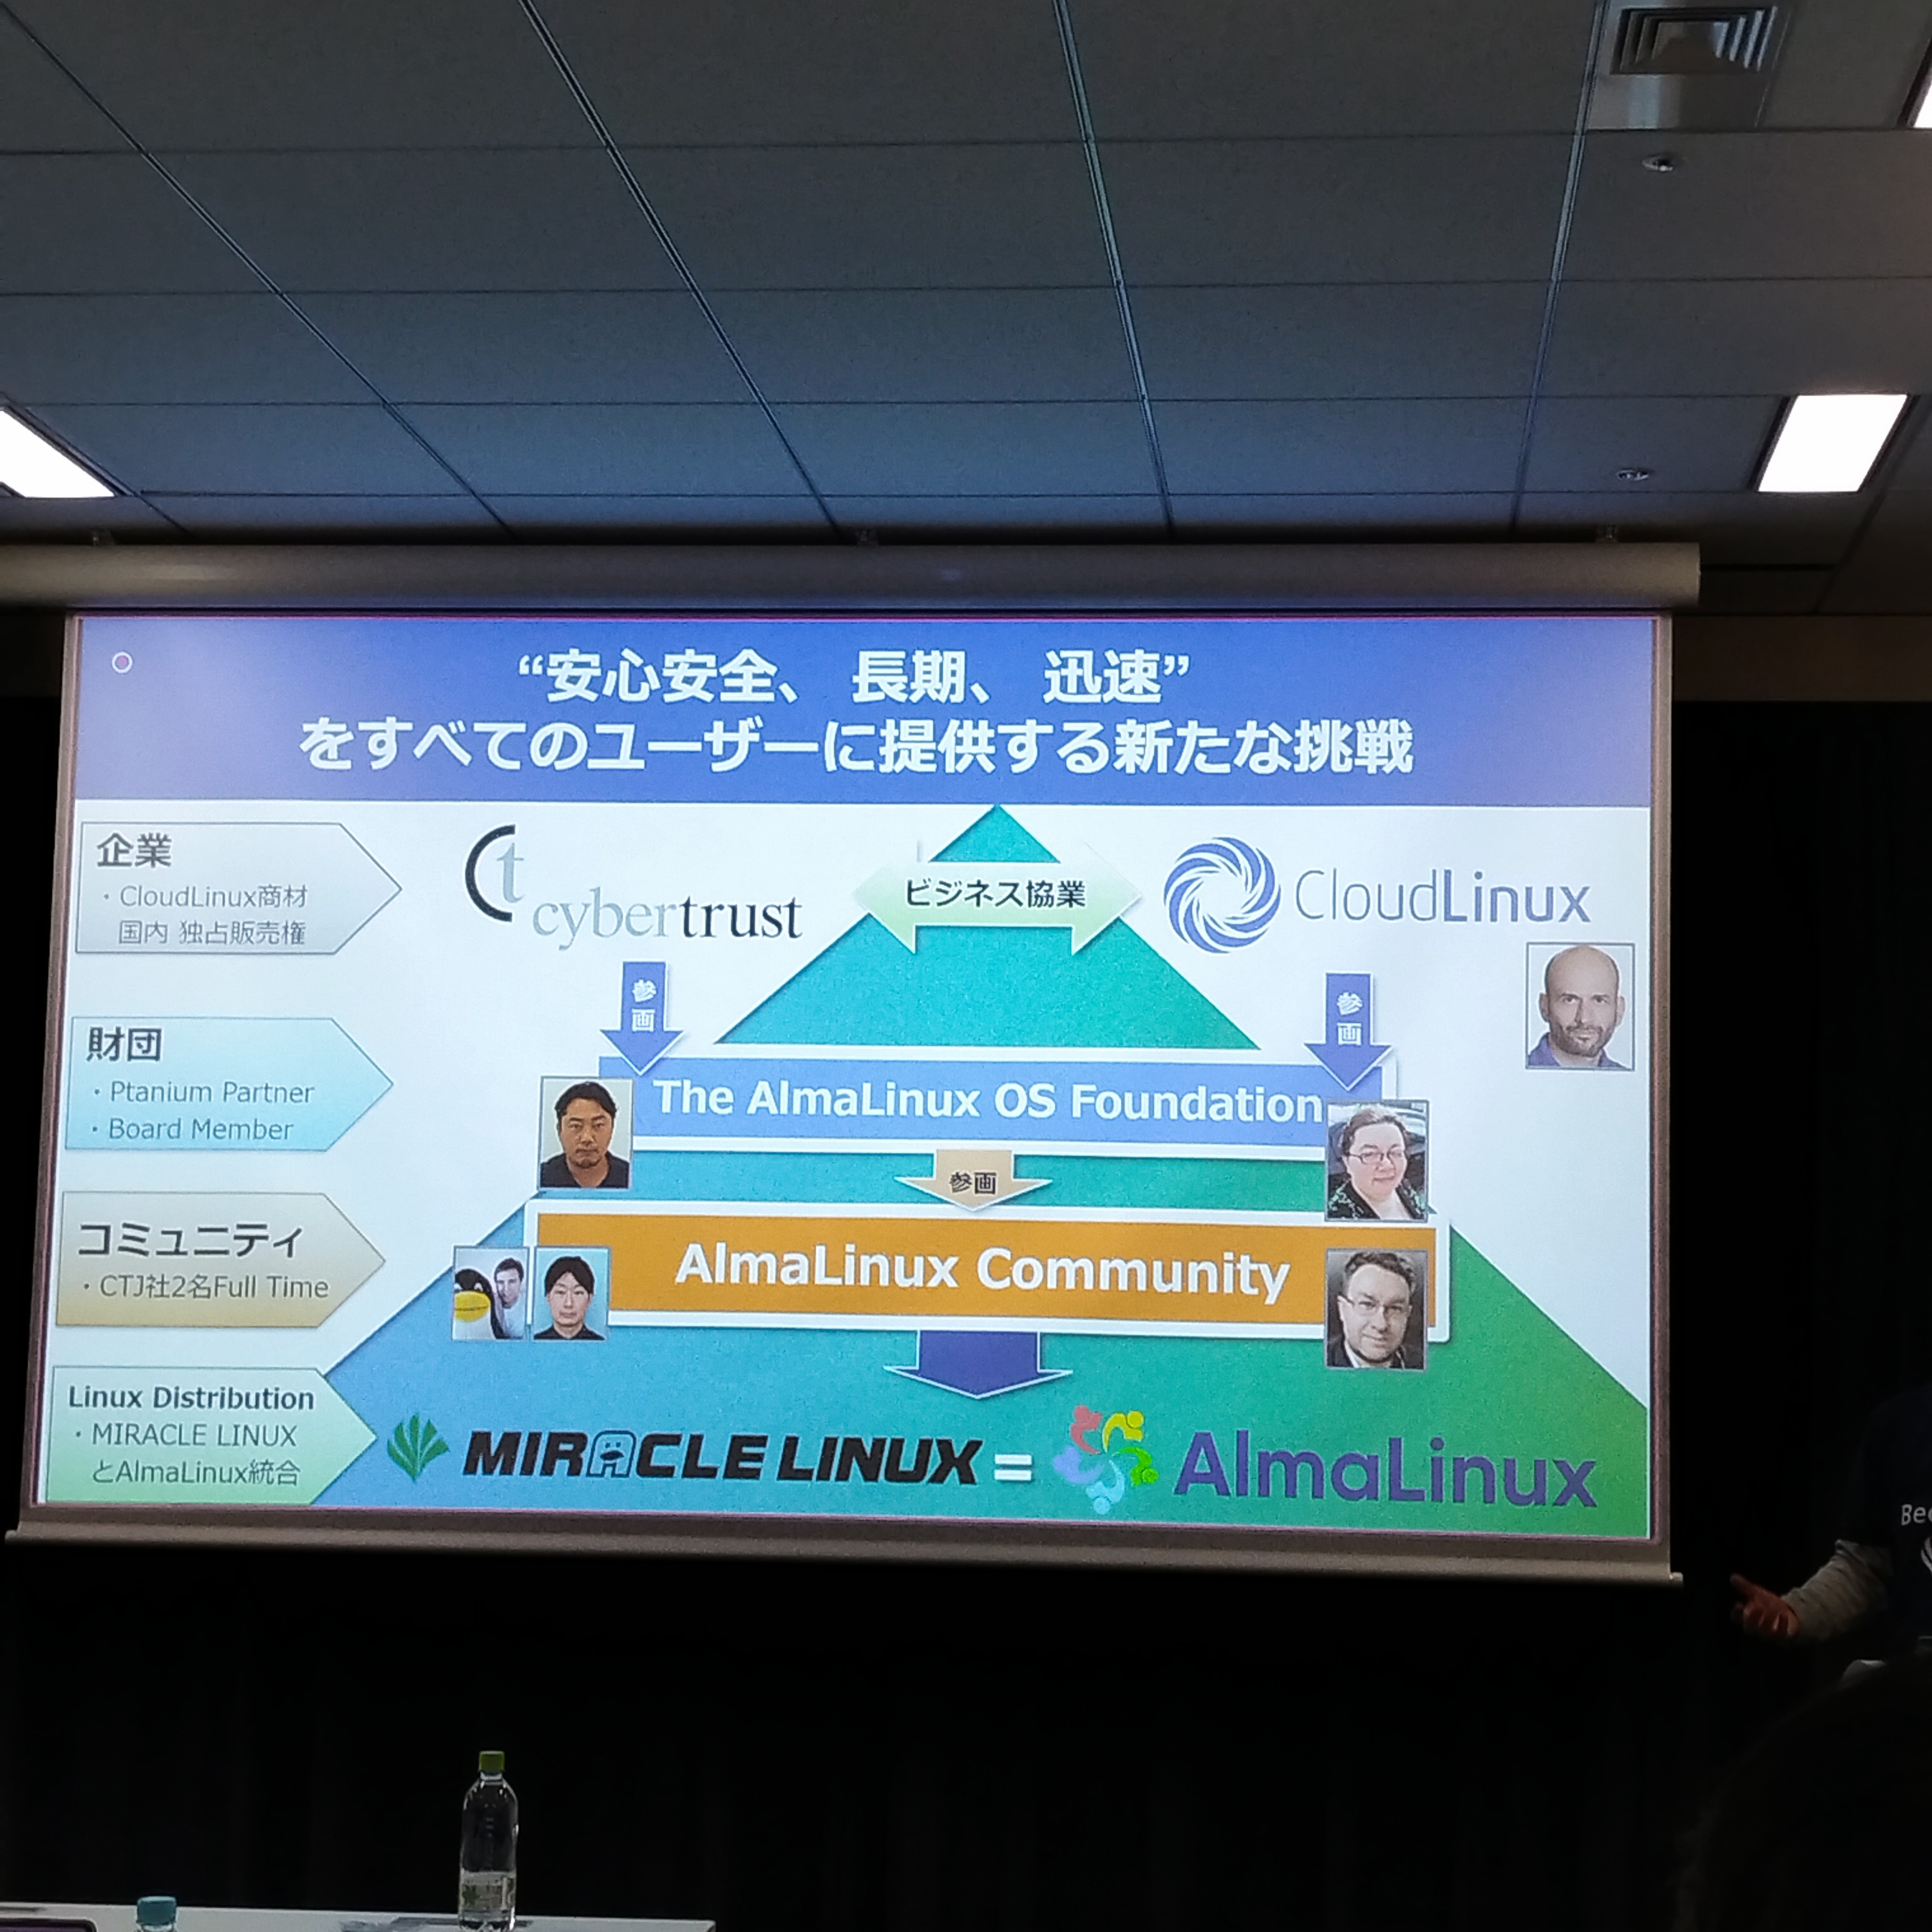 “安心安全、 長期、 迅速”
をすべてのユーザーに提供する新たな挑戦
企業
・CloudLinux商材
国内 独占販売権
cybertrust
ビジネス協業
CloudLinux
参画
参画
財団
・Ptanium Partner
・Board Member
The AlmaLinux OS Foundation
参画
コミュニティ
・CTJ社2名Full Time
AlmaLinux Community
Linux Distribution
・MIRACLE LINUX
とAlmaLinux統合
MIRACLE LINUX = AlmaLinux